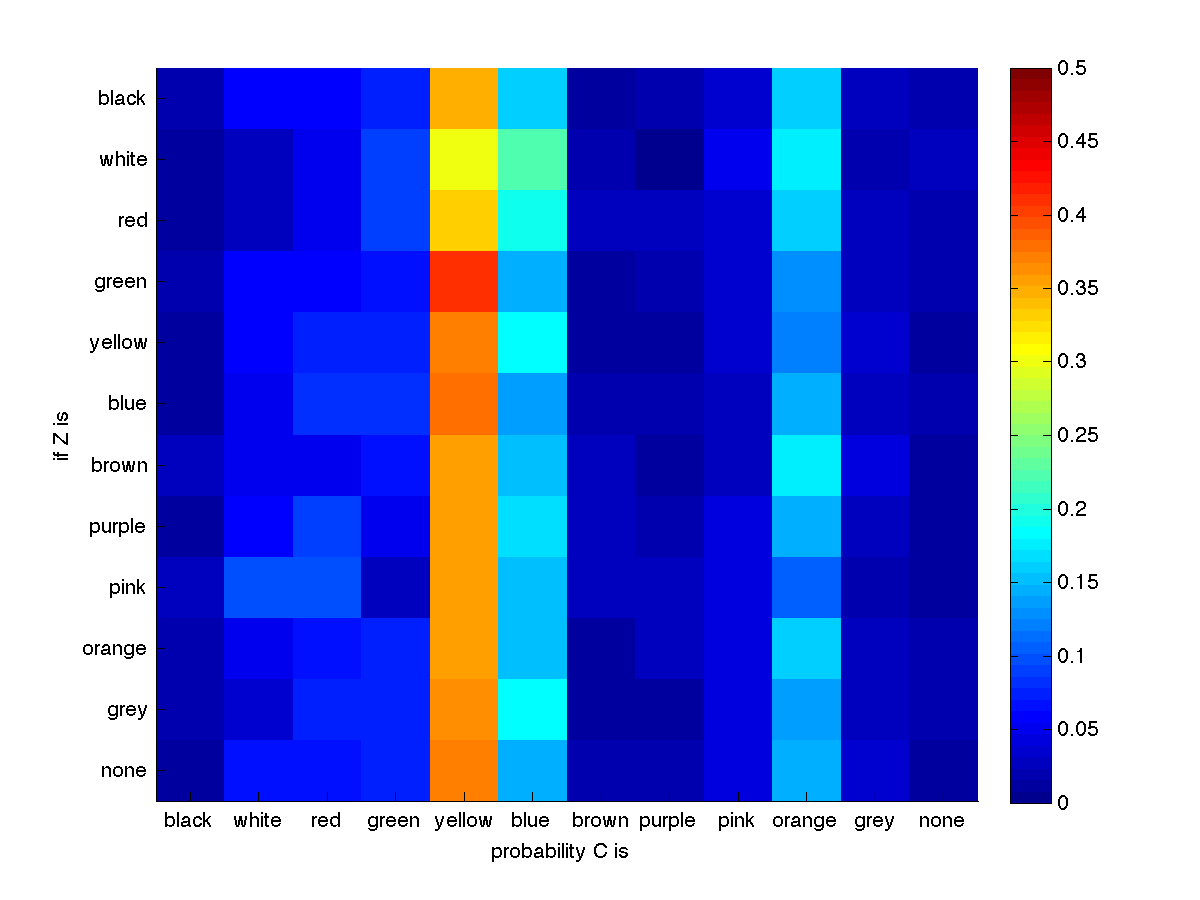 black
white
red
green
yellow
blue
brown
purple
pink
orange
grey
none
if Z is
black white red green yellow blue brown purple pink orange grey none
probability C is
0.5
0.45
0.4
0.35
0.3
0.25
0.2
0.15
0.1
0.05
0